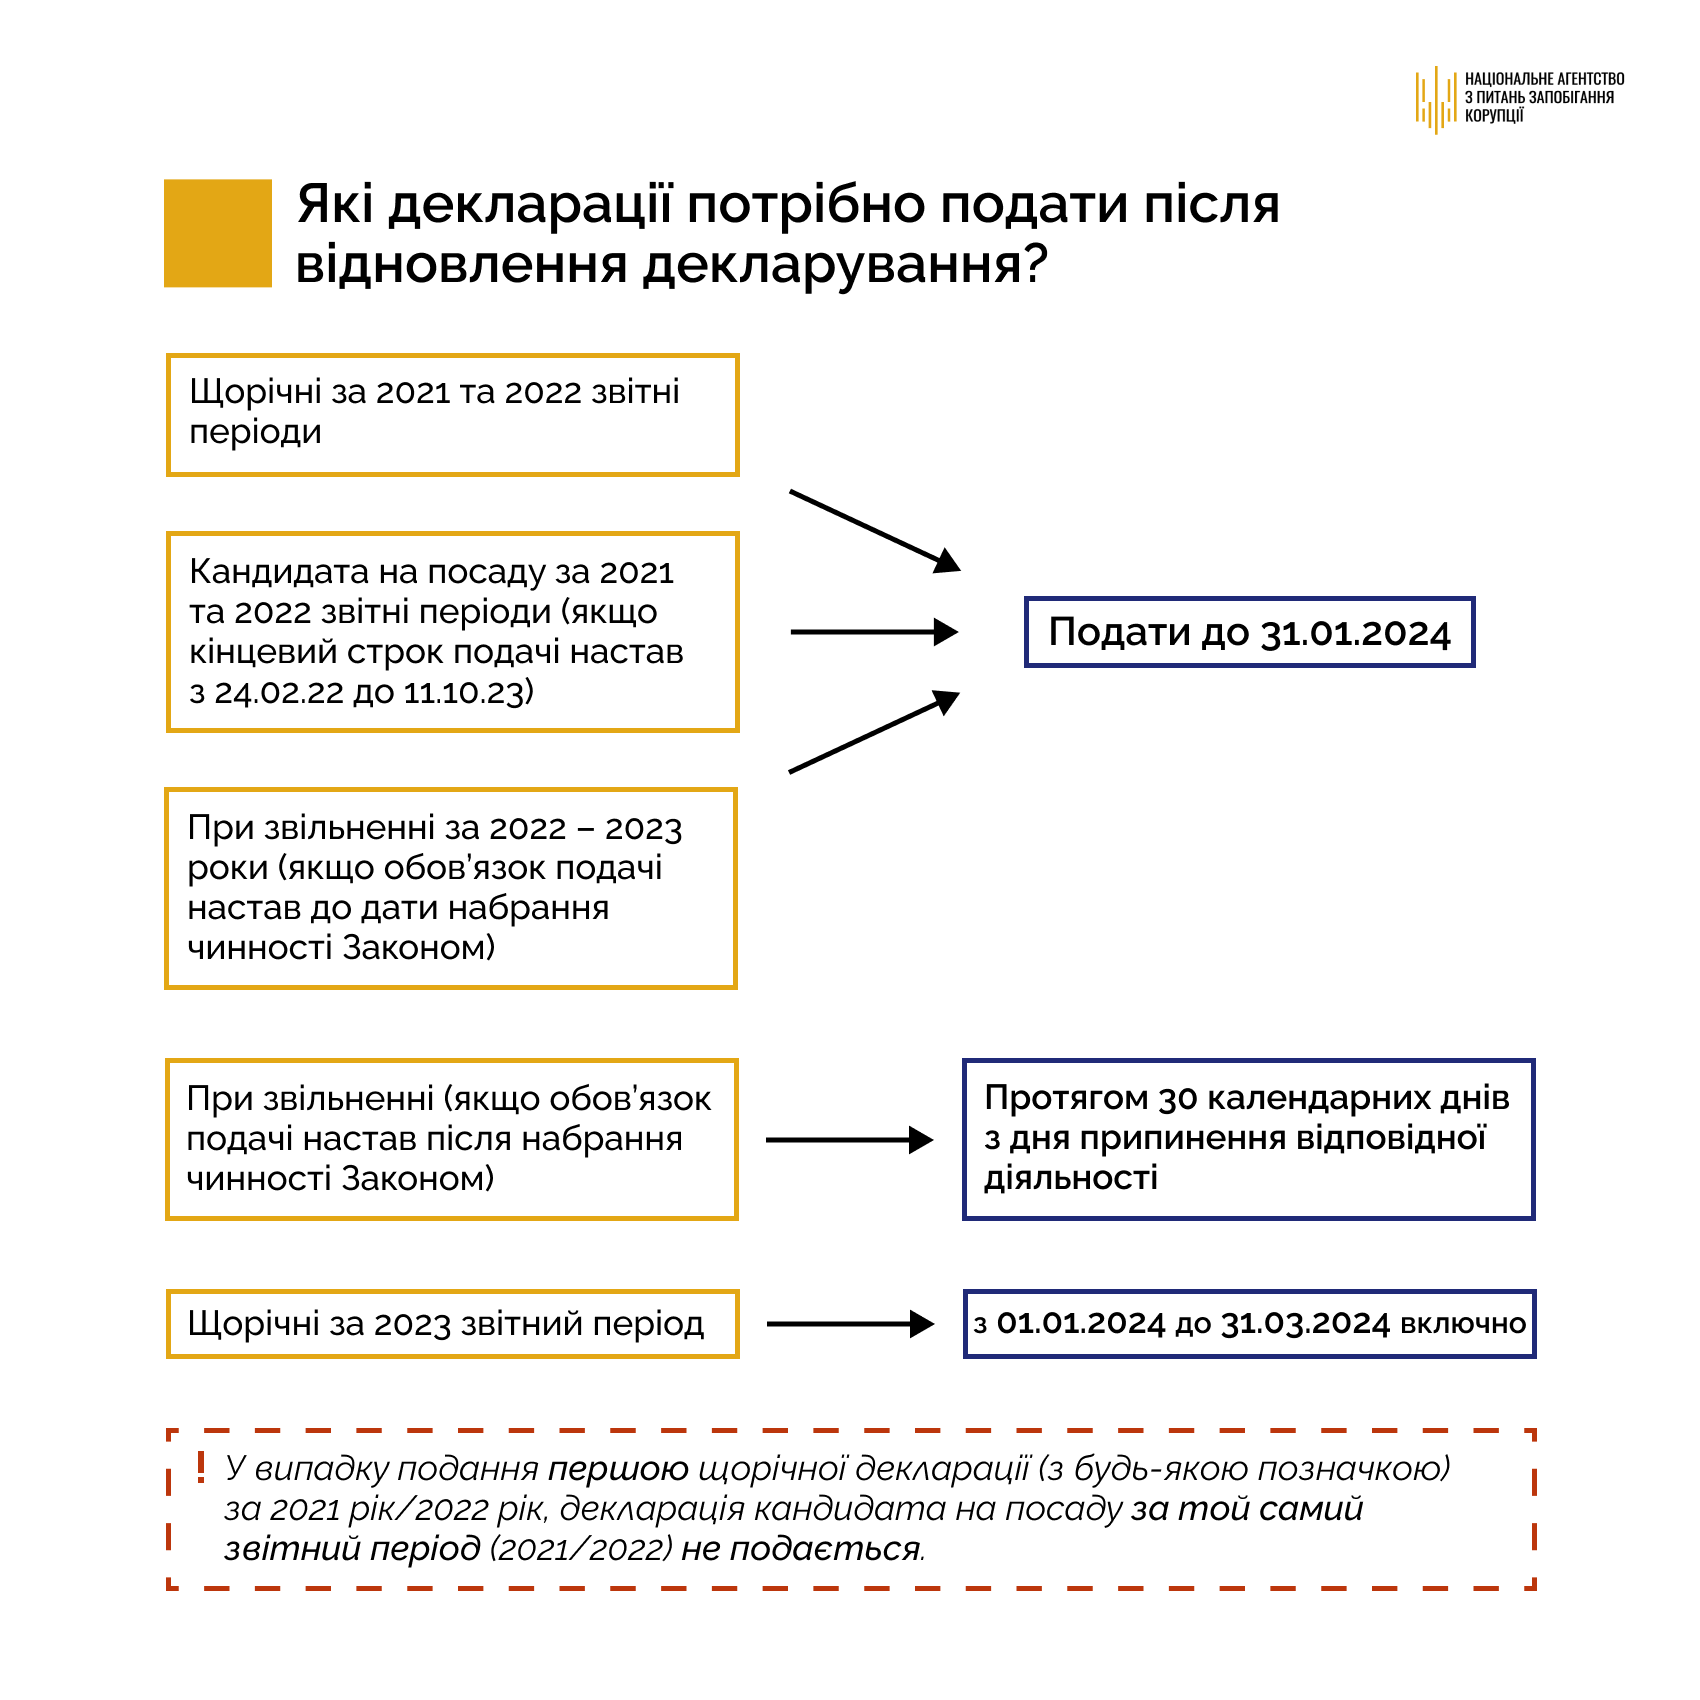 НАЦІОНАЛЬНЕ АГЕНТСТВО
З ПИТАНЬ ЗАПОБІГАННЯ
КОРУПЦІЇ
Які декларації потрібно подати після
відновлення декларування?
Щорічні за 2021 та 2022 звітні
періоди
Кандидата на посаду за 2021
та 2022 звітні періоди (якщо
кінцевий строк подачі настав
з 24.02.22 до 11.10.23)
При звільненні за 2022 – 2023
роки (якщо обов’язок подачі
настав до дати набрання
чинності Законом)
Подати до 31.01.2024
При звільненні (якщо обов’язок
подачі настав після набрання
чинності Законом)
Протягом 30 календарних днів
з дня припинення відповідної
діяльності
Щорічні за 2023 звітний період
з 01.01.2024 до 31.03.2024 включно
! У випадку подання першою щорічної декларації (з будь-якою позначкою)
за 2021 рік/2022 рік, декларація кандидата на посаду за той самий
звітний період (2021/2022) не подається.